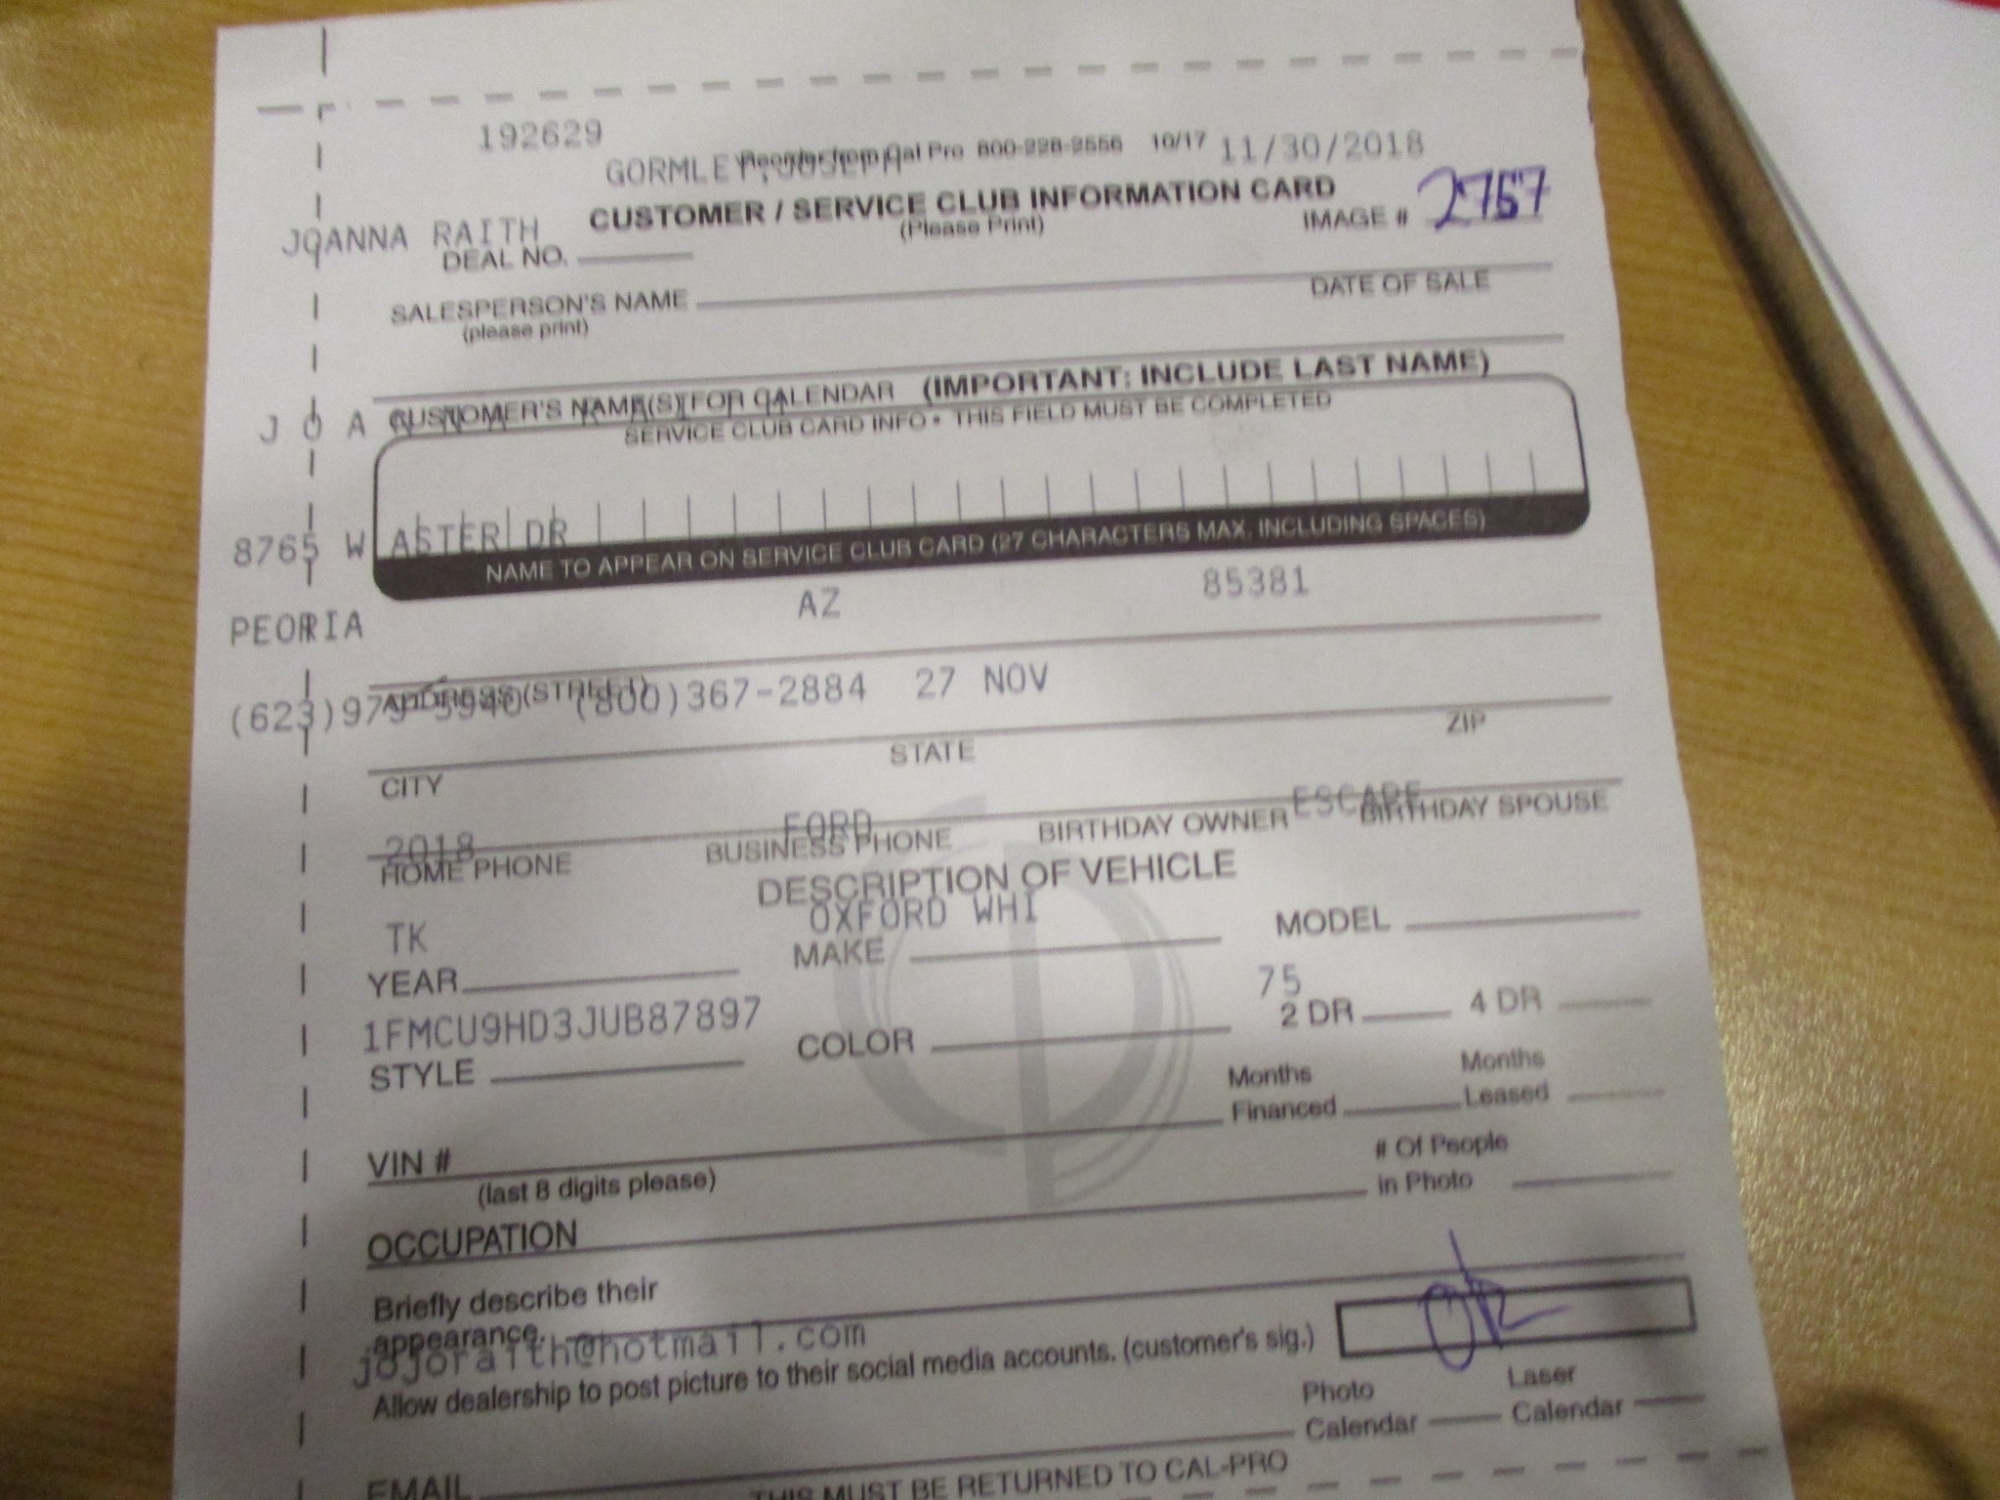 192629
GORMLEY,JOSEPH Reorder from Cal Pro 800-228-2556 10/17 11/30/2018
CUSTOMER / SERVICE CLUB INFORMATION CARD
(Please Print)
IMAGE # 2757
JOANNA RAITH
DEAL NO.
SALESPERSON'S NAME
(please print)
DATE OF SALE
CUSTOMER'S NAME(S) FOR CALENDAR (IMPORTANT: INCLUDE LAST NAME)
J O A
SERVICE CLUB CARD INFO • THIS FIELD MUST BE COMPLETED
8765 W ASTER DR
NAME TO APPEAR ON SERVICE CLUB CARD (27 CHARACTERS MAX. INCLUDING SPACES)
PEORIA AZ 85381
ADDRESS (STREET)
(623)979-5940 (800)367-2884 27 NOV
CITY STATE ZIP
2018 FORD ESCAPE
HOME PHONE BUSINESS PHONE BIRTHDAY OWNER BIRTHDAY SPOUSE
DESCRIPTION OF VEHICLE
TK OXFORD WHI
YEAR MAKE MODEL
1FMCU9HD3JUB87897 75
STYLE COLOR 2 DR 4 DR
Months Financed Months Leased
VIN #
(last 8 digits please)
# Of People in Photo
OCCUPATION
Briefly describe their
appearance.
jojoraith@hotmail.com
Allow dealership to post picture to their social media accounts. (customer's sig.)
Photo Calendar Laser Calendar
EMAIL
THIS MUST BE RETURNED TO CAL-PRO